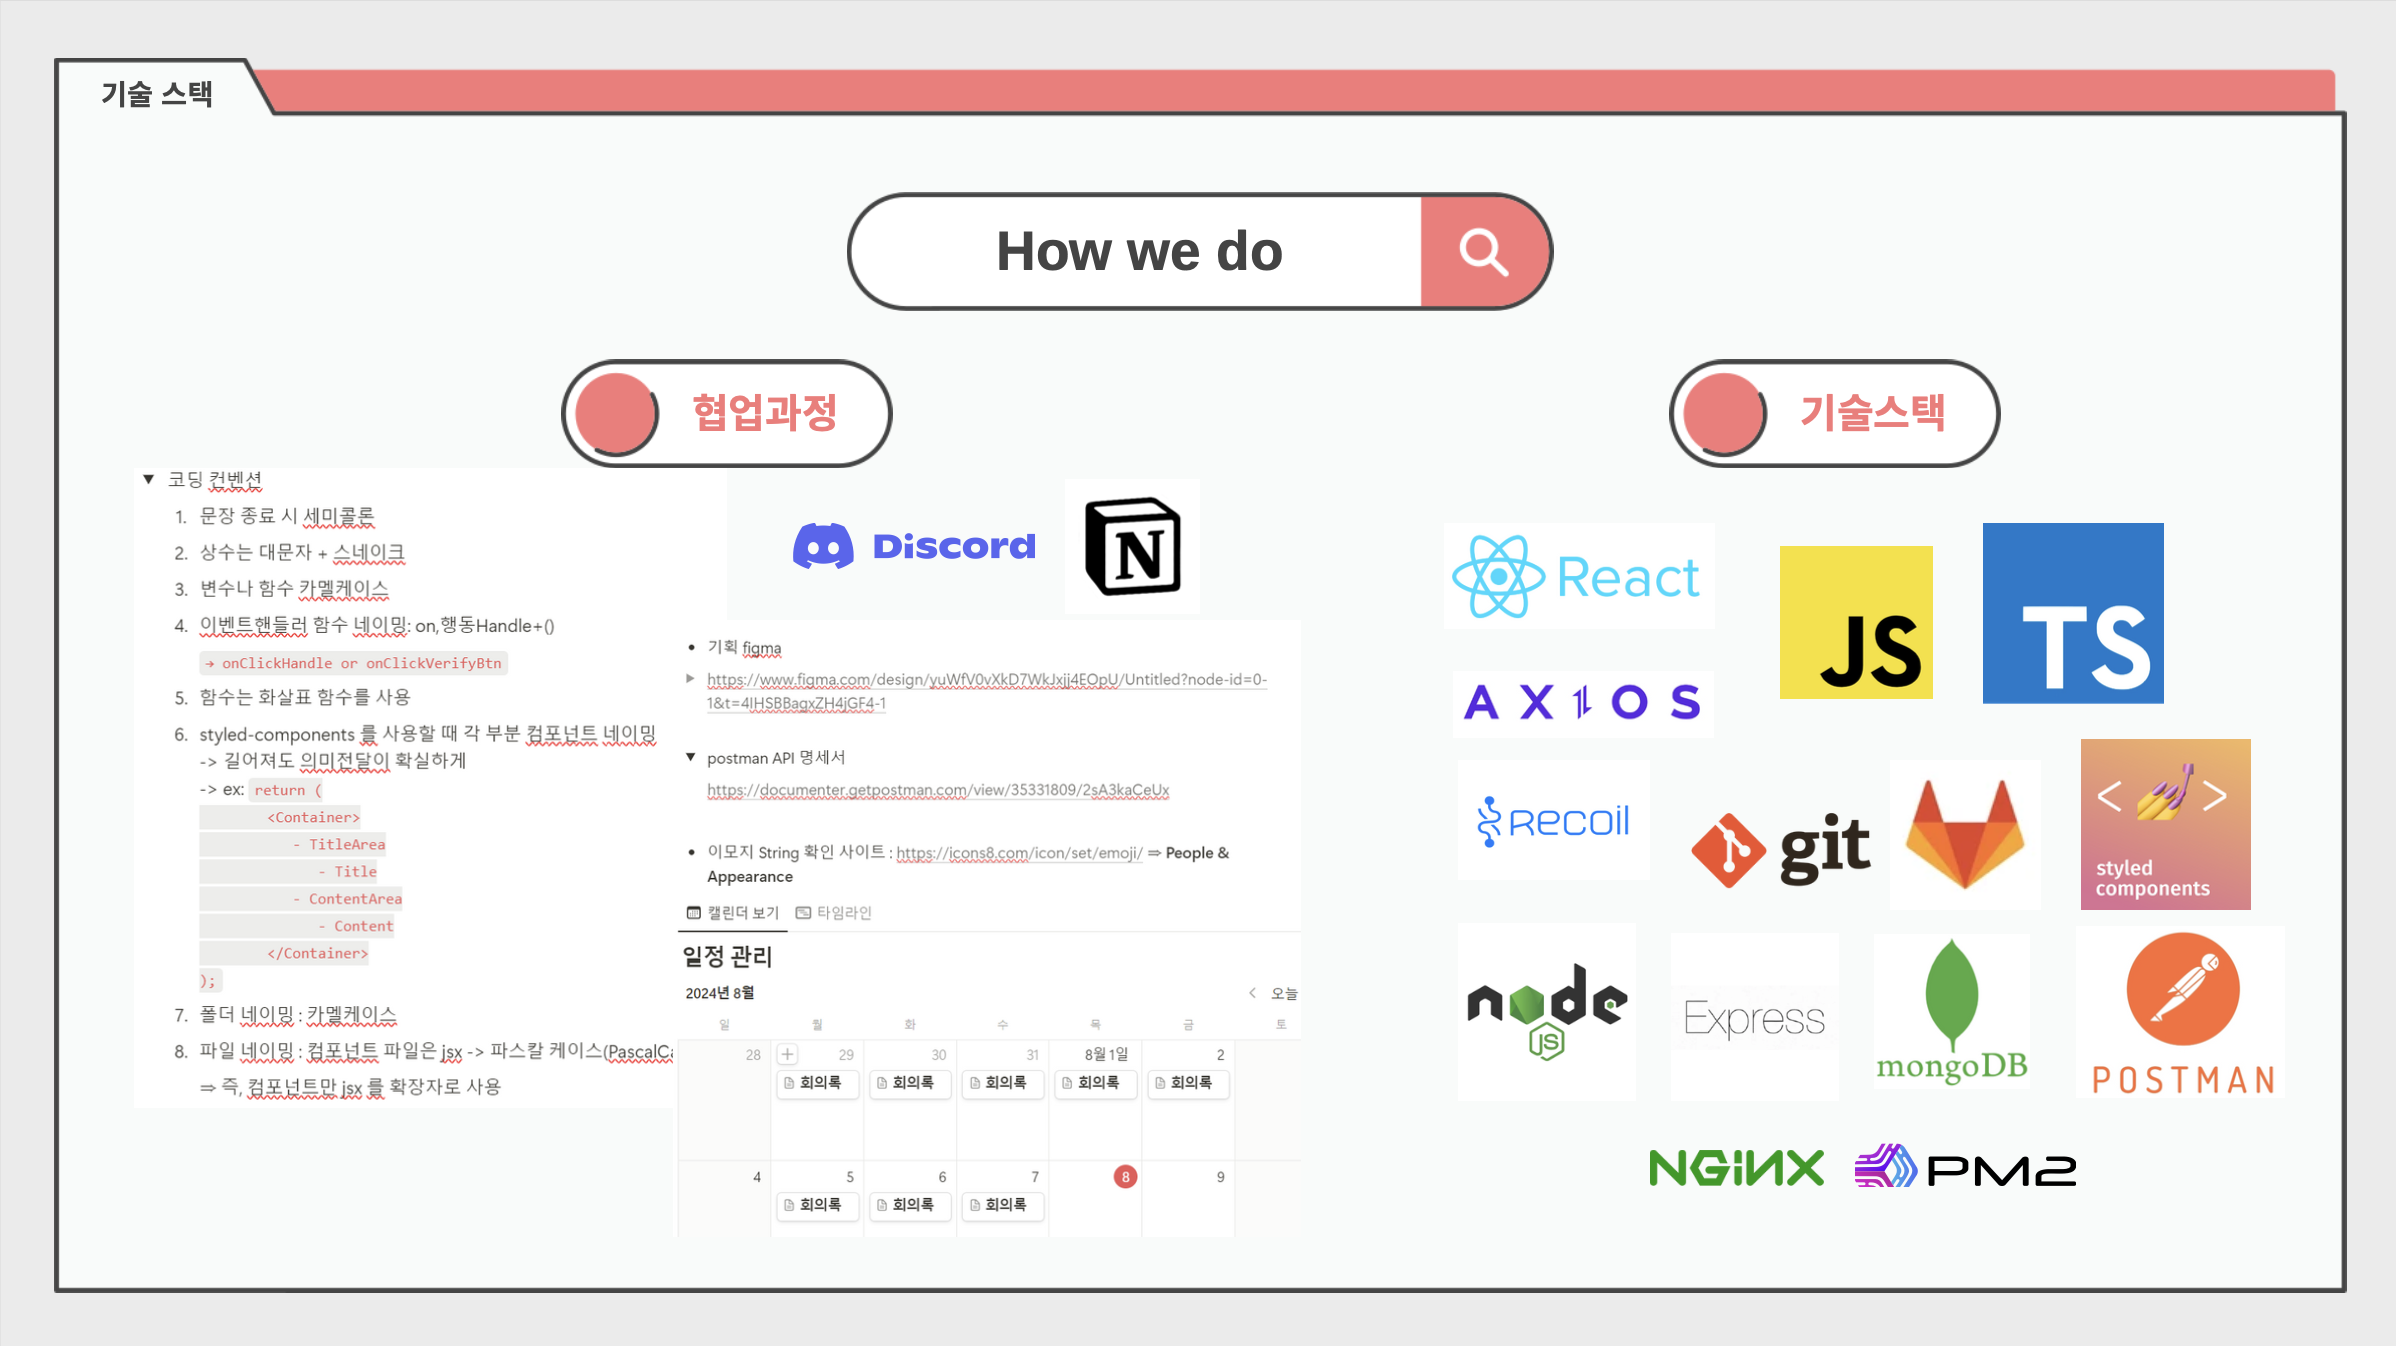 기술 스택
How we do
협업과정
기술스택
▼ 코딩 컨벤션
1. 문장 종료 시 세미콜론
2. 상수는 대문자 + 스네이크
3. 변수나 함수 카멜케이스
4. 이벤트핸들러 함수 네이밍: on,행동Handle+()
→ onClickHandle or onClickVerifyBtn
5. 함수는 화살표 함수를 사용
6. styled-components 를 사용할 때 각 부분 컴포넌트 네이밍
-> 길어져도 의미전달이 확실하게
-> ex: return (
<Container>
- TitleArea
- Title
- ContentArea
- Content
</Container>
);
7. 폴더 네이밍 : 카멜케이스
8. 파일 네이밍 : 컴포넌트 파일은 jsx -> 파스칼 케이스(PascalCa
⇒ 즉, 컴포넌트만 jsx 를 확장자로 사용
Discord
N
• 기획 figma
https://www.figma.com/design/yuWfV0vXkD7WkJxjj4EOpU/Untitled?node-id=0-
1&t=4IHSBBagxZH4jGF4-1
▼ postman API 명세서
https://documenter.getpostman.com/view/35331809/2sA3kaCeUx
• 이모지 String 확인 사이트 : https://icons8.com/icon/set/emoji/ ⇒ People &
Appearance
캘린더 보기 타임라인
일정 관리
2024년 8월 < 오늘
일 월 화 수 목 금 토
28 + 29 30 31 8월 1일 2
회의록 회의록 회의록 회의록 회의록
4 5 6 7 8 9
회의록 회의록 회의록
React
JS
TS
AXIOS
Recoil
git
< >
styled
components
node
JS
Express
mongoDB
POSTMAN
NGINX
PM2